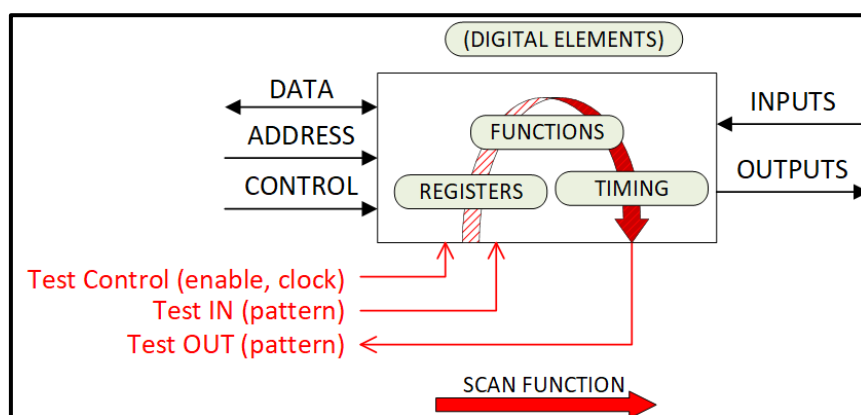 (DIGITAL ELEMENTS)
DATA
INPUTS
ADDRESS
FUNCTIONS
OUTPUTS
CONTROL
REGISTERS
TIMING
Test Control (enable, clock)
Test IN (pattern)
Test OUT (pattern)
SCAN FUNCTION